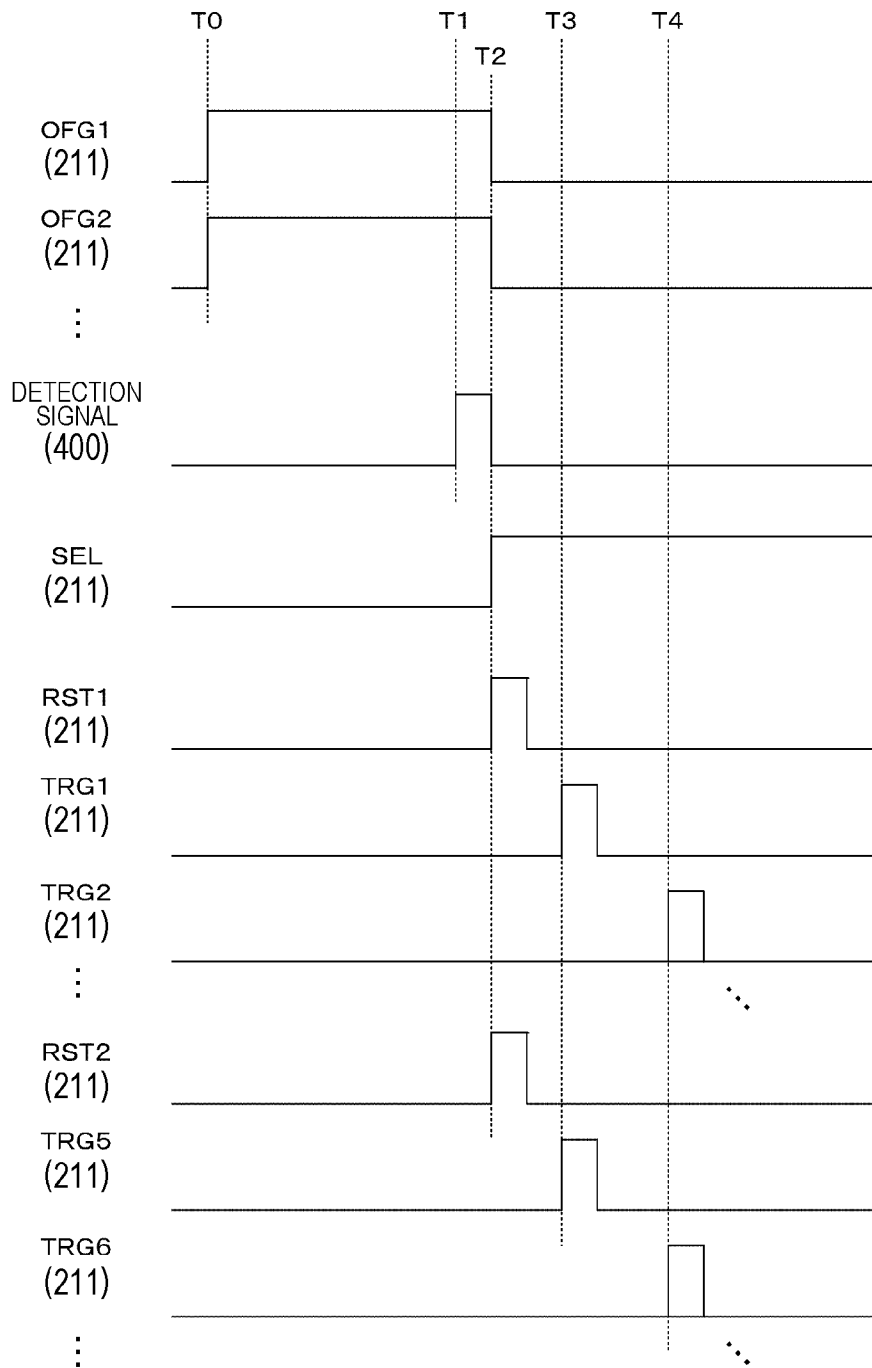 T0 T1 T3 T4
T2
OFG1
(211)
OFG2
(211)
⋮
DETECTION
SIGNAL
(400)
SEL
(211)
RST1
(211)
TRG1
(211)
TRG2
(211)
⋮
RST2
(211)
TRG5
(211)
TRG6
(211)
⋮